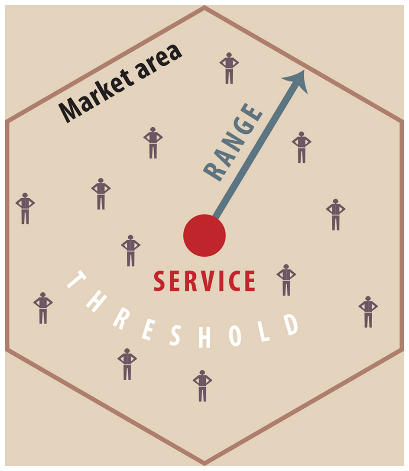 Market area
RANGE
SERVICE
THRESHOLD